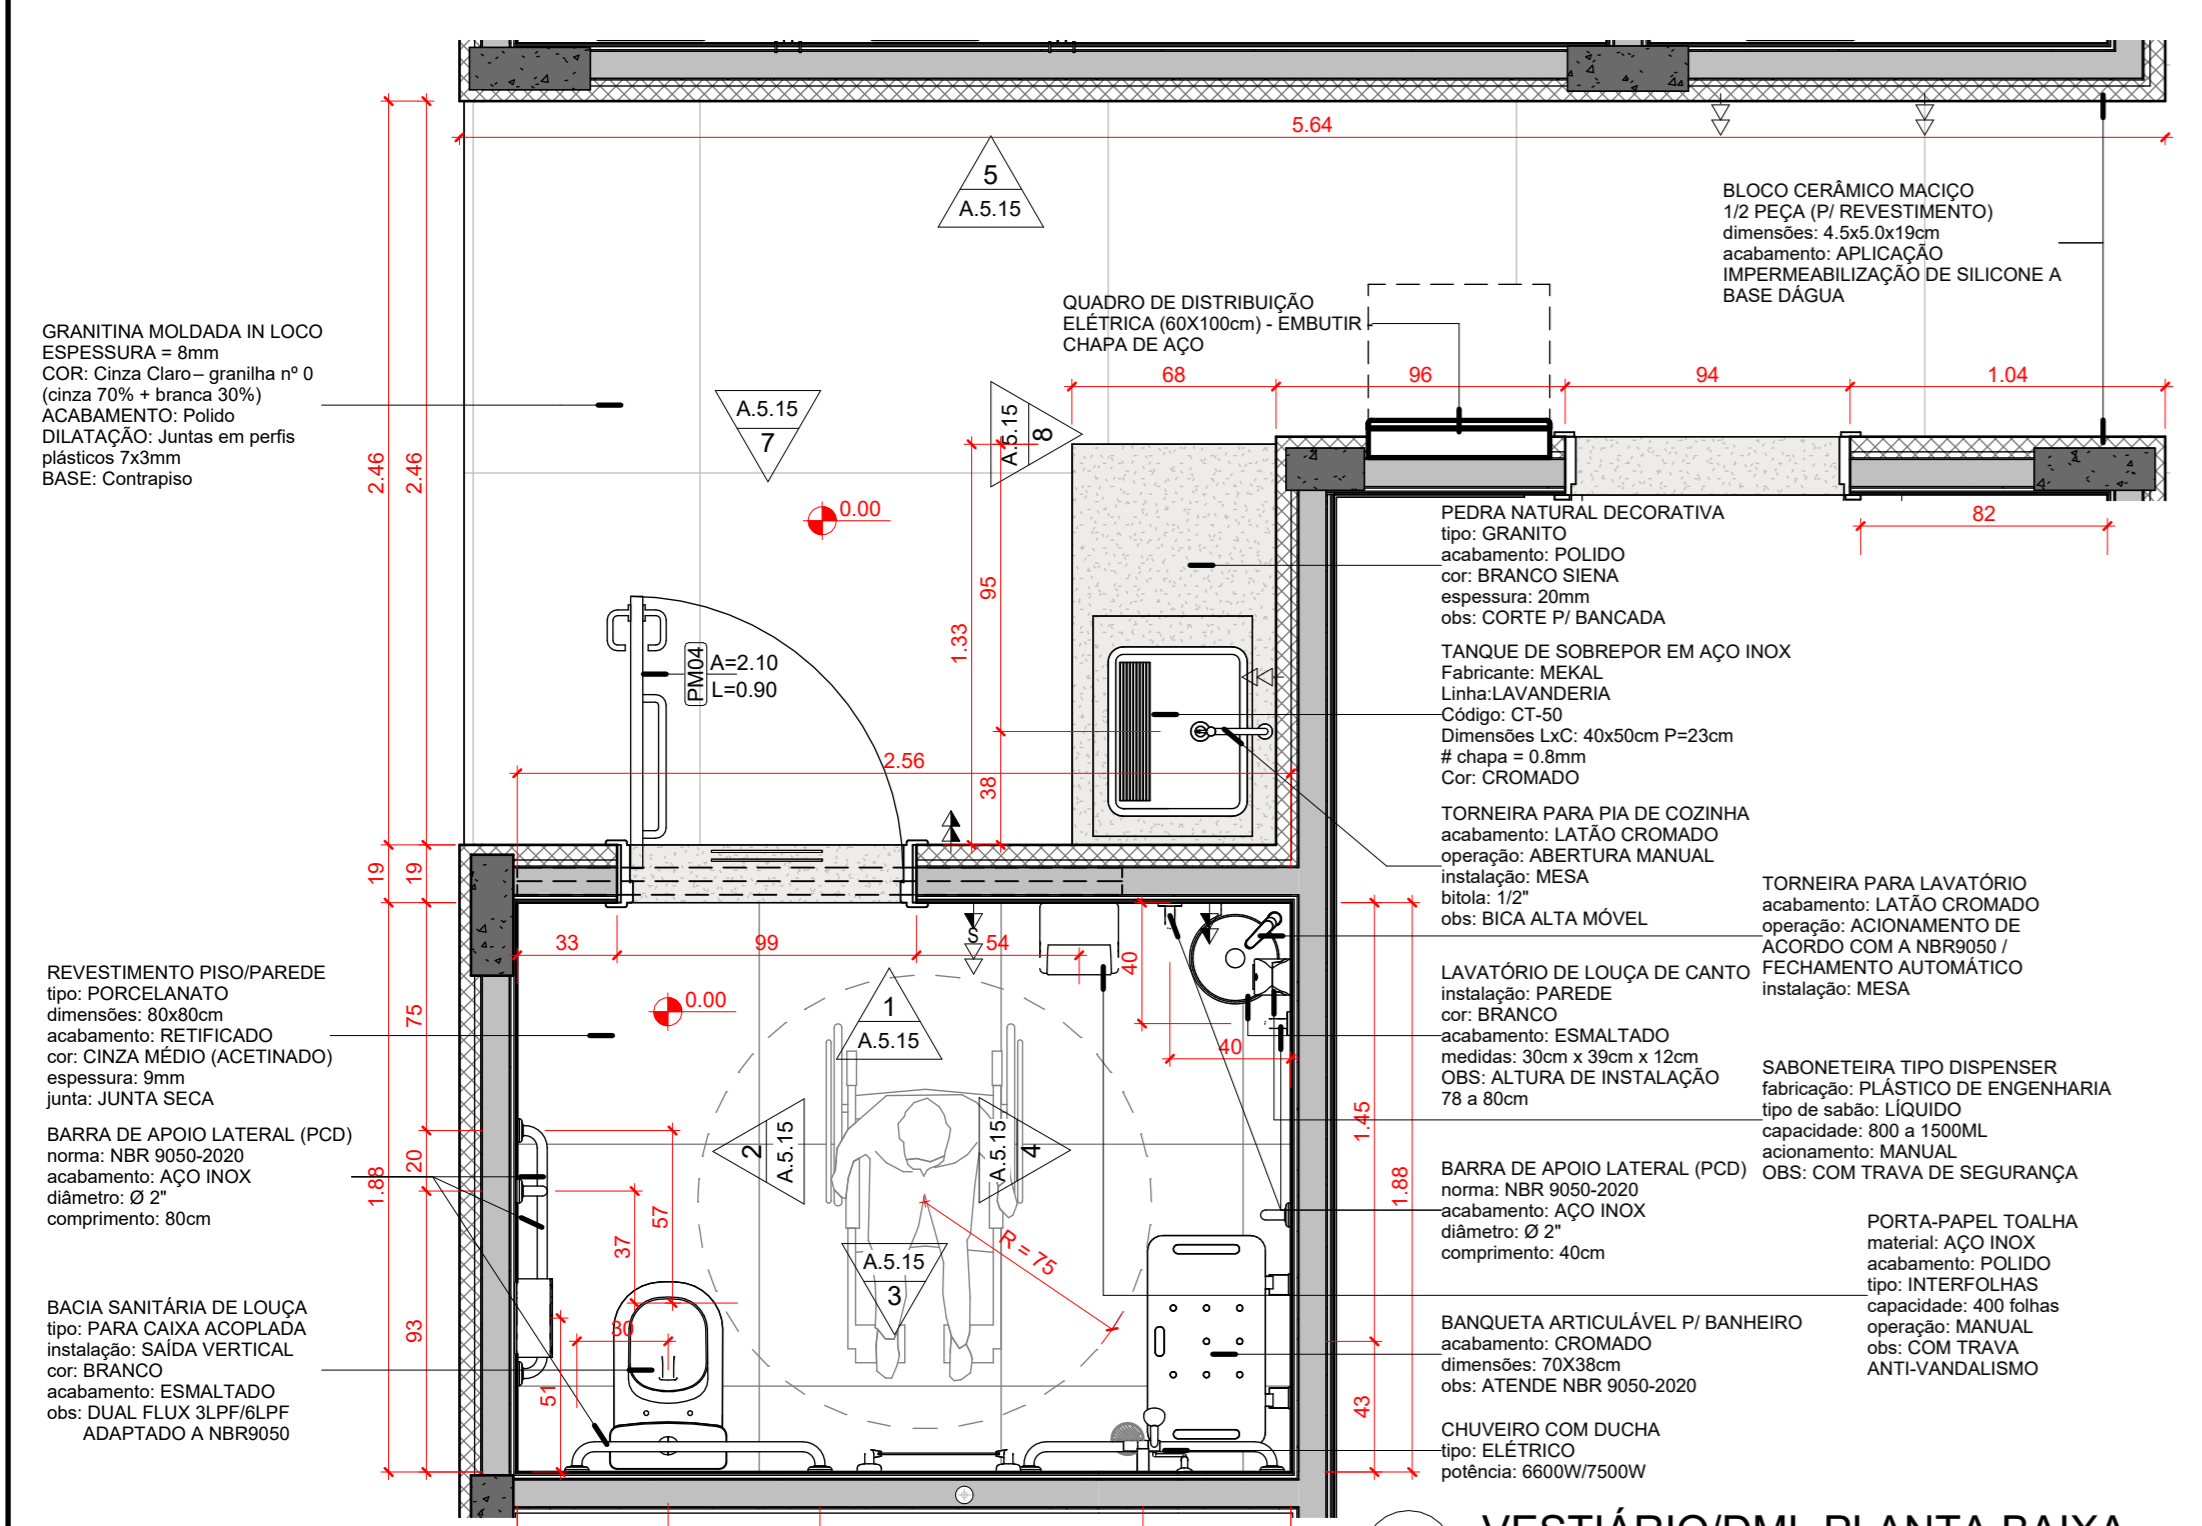 5.64
5
A.5.15
BLOCO CERÂMICO MACIÇO
1/2 PEÇA (P/ REVESTIMENTO)
dimensões: 4.5x5.0x19cm
acabamento: APLICAÇÃO
IMPERMEABILIZAÇÃO DE SILICONE A
BASE DÁGUA
QUADRO DE DISTRIBUIÇÃO
ELÉTRICA (60X100cm) - EMBUTIR
CHAPA DE AÇO
GRANITINA MOLDADA IN LOCO
ESPESSURA = 8mm
COR: Cinza Claro– granilha nº 0
(cinza 70% + branca 30%)
ACABAMENTO: Polido
DILATAÇÃO: Juntas em perfis
plásticos 7x3mm
BASE: Contrapiso
68
96
94
1.04
A.5.15
7
A.5.15
8
2.46
2.46
0.00
82
PEDRA NATURAL DECORATIVA
tipo: GRANITO
acabamento: POLIDO
cor: BRANCO SIENA
espessura: 20mm
obs: CORTE P/ BANCADA
95
1.33
38
PM04
A=2.10
L=0.90
TANQUE DE SOBREPOR EM AÇO INOX
Fabricante: MEKAL
Linha:LAVANDERIA
Código: CT-50
Dimensões LxC: 40x50cm P=23cm
# chapa = 0.8mm
Cor: CROMADO
2.56
TORNEIRA PARA PIA DE COZINHA
acabamento: LATÃO CROMADO
operação: ABERTURA MANUAL
instalação: MESA
bitola: 1/2"
obs: BICA ALTA MÓVEL
19
19
TORNEIRA PARA LAVATÓRIO
acabamento: LATÃO CROMADO
operação: ACIONAMENTO DE
ACORDO COM A NBR9050 /
FECHAMENTO AUTOMÁTICO
instalação: MESA
33
99
S
54
40
40
REVESTIMENTO PISO/PAREDE
tipo: PORCELANATO
dimensões: 80x80cm
acabamento: RETIFICADO
cor: CINZA MÉDIO (ACETINADO)
espessura: 9mm
junta: JUNTA SECA
LAVATÓRIO DE LOUÇA DE CANTO
instalação: PAREDE
cor: BRANCO
acabamento: ESMALTADO
medidas: 30cm x 39cm x 12cm
OBS: ALTURA DE INSTALAÇÃO
78 a 80cm
0.00
75
1
A.5.15
SABONETEIRA TIPO DISPENSER
fabricação: PLÁSTICO DE ENGENHARIA
tipo de sabão: LÍQUIDO
capacidade: 800 a 1500ML
acionamento: MANUAL
OBS: COM TRAVA DE SEGURANÇA
BARRA DE APOIO LATERAL (PCD)
norma: NBR 9050-2020
acabamento: AÇO INOX
diâmetro: Ø 2"
comprimento: 80cm
1.88
20
2
A.5.15
A.5.15
4
1.45
1.88
BARRA DE APOIO LATERAL (PCD)
norma: NBR 9050-2020
acabamento: AÇO INOX
diâmetro: Ø 2"
comprimento: 40cm
57
37
R = 75
A.5.15
3
PORTA-PAPEL TOALHA
material: AÇO INOX
acabamento: POLIDO
tipo: INTERFOLHAS
capacidade: 400 folhas
operação: MANUAL
obs: COM TRAVA
ANTI-VANDALISMO
BACIA SANITÁRIA DE LOUÇA
tipo: PARA CAIXA ACOPLADA
instalação: SAÍDA VERTICAL
cor: BRANCO
acabamento: ESMALTADO
obs: DUAL FLUX 3LPF/6LPF
ADAPTADO A NBR9050
93
30
51
BANQUETA ARTICULÁVEL P/ BANHEIRO
acabamento: CROMADO
dimensões: 70X38cm
obs: ATENDE NBR 9050-2020
43
CHUVEIRO COM DUCHA
tipo: ELÉTRICO
potência: 6600W/7500W
VESTIÁRIO/DML PLANTA BAIXA